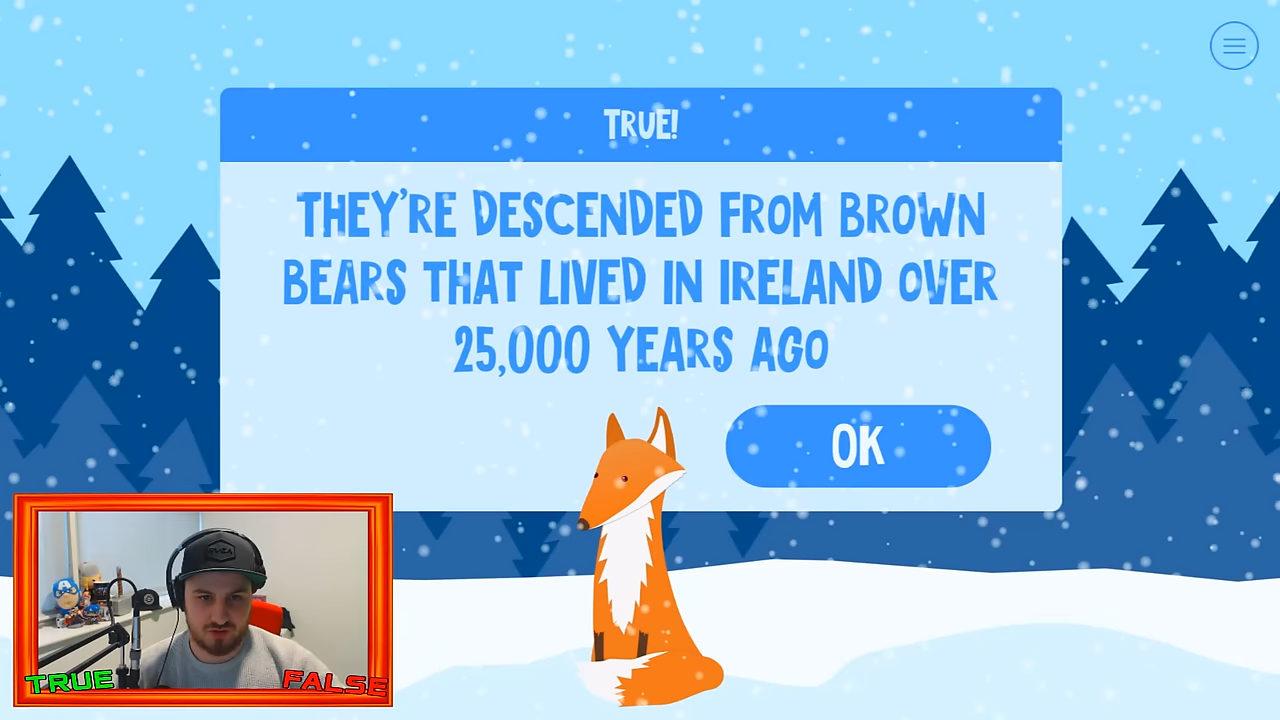 TRUE!
THEY'RE DESCENDED FROM BROWN
BEARS THAT LIVED IN IRELAND OVER
25,000 YEARS AGO
OK
TRUE
FALSE